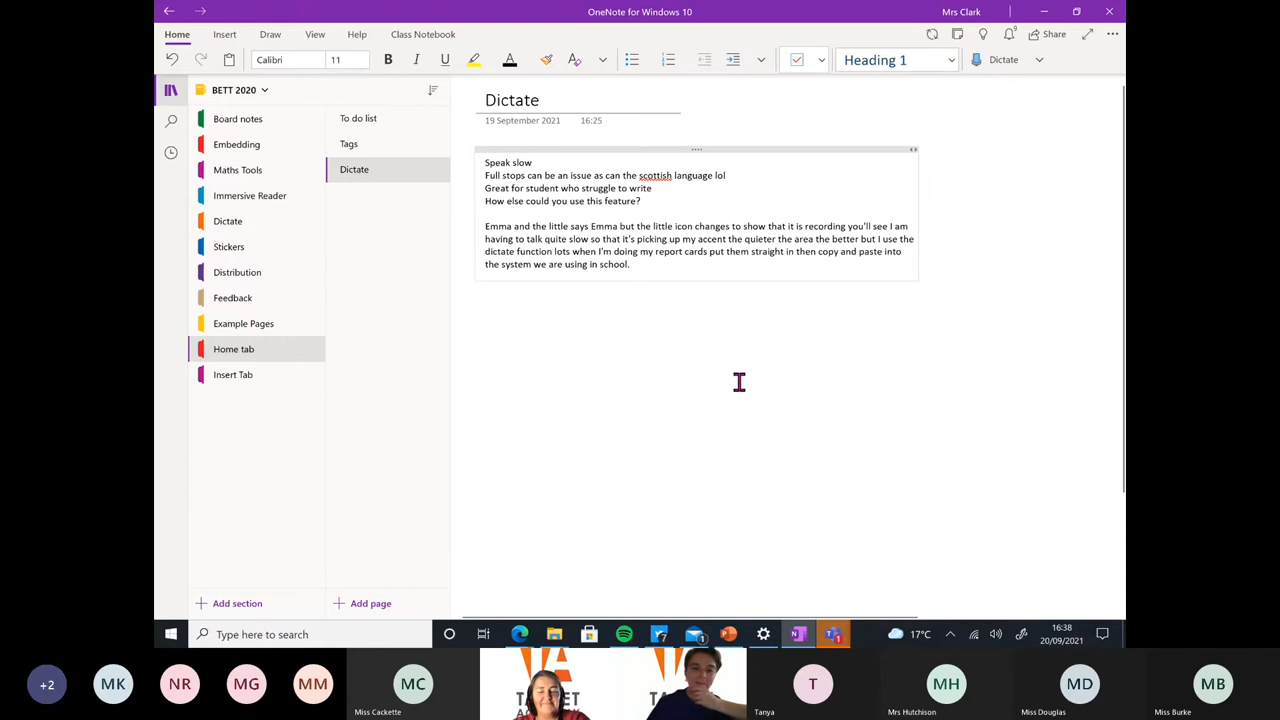 OneNote for Windows 10
Mrs Clark
Home Insert Draw View Help Class Notebook
9
Share
Calibri 11 B I U A Heading 1 Dictate
BETT 2020
Board notes
Embedding
Maths Tools
Immersive Reader
Dictate
Stickers
Distribution
Feedback
Example Pages
Home tab
Insert Tab
Add section
To do list
Tags
Dictate
Add page
Dictate
19 September 2021 16:25
Speak slow
Full stops can be an issue as can the scottish language lol
Great for student who struggle to write
How else could you use this feature?
Emma and the little says Emma but the little icon changes to show that it is recording you'll see I am
having to talk quite slow so that it's picking up my accent the quieter the area the better but I use the
dictate function lots when I'm doing my report cards put them straight in then copy and paste into
the system we are using in school.
Type here to search
17°C
16:38
20/09/2021
+2 MK NR MG MM MC T MH MD MB
Miss Cackette Tanya Mrs Hutchison Miss Douglas Miss Burke